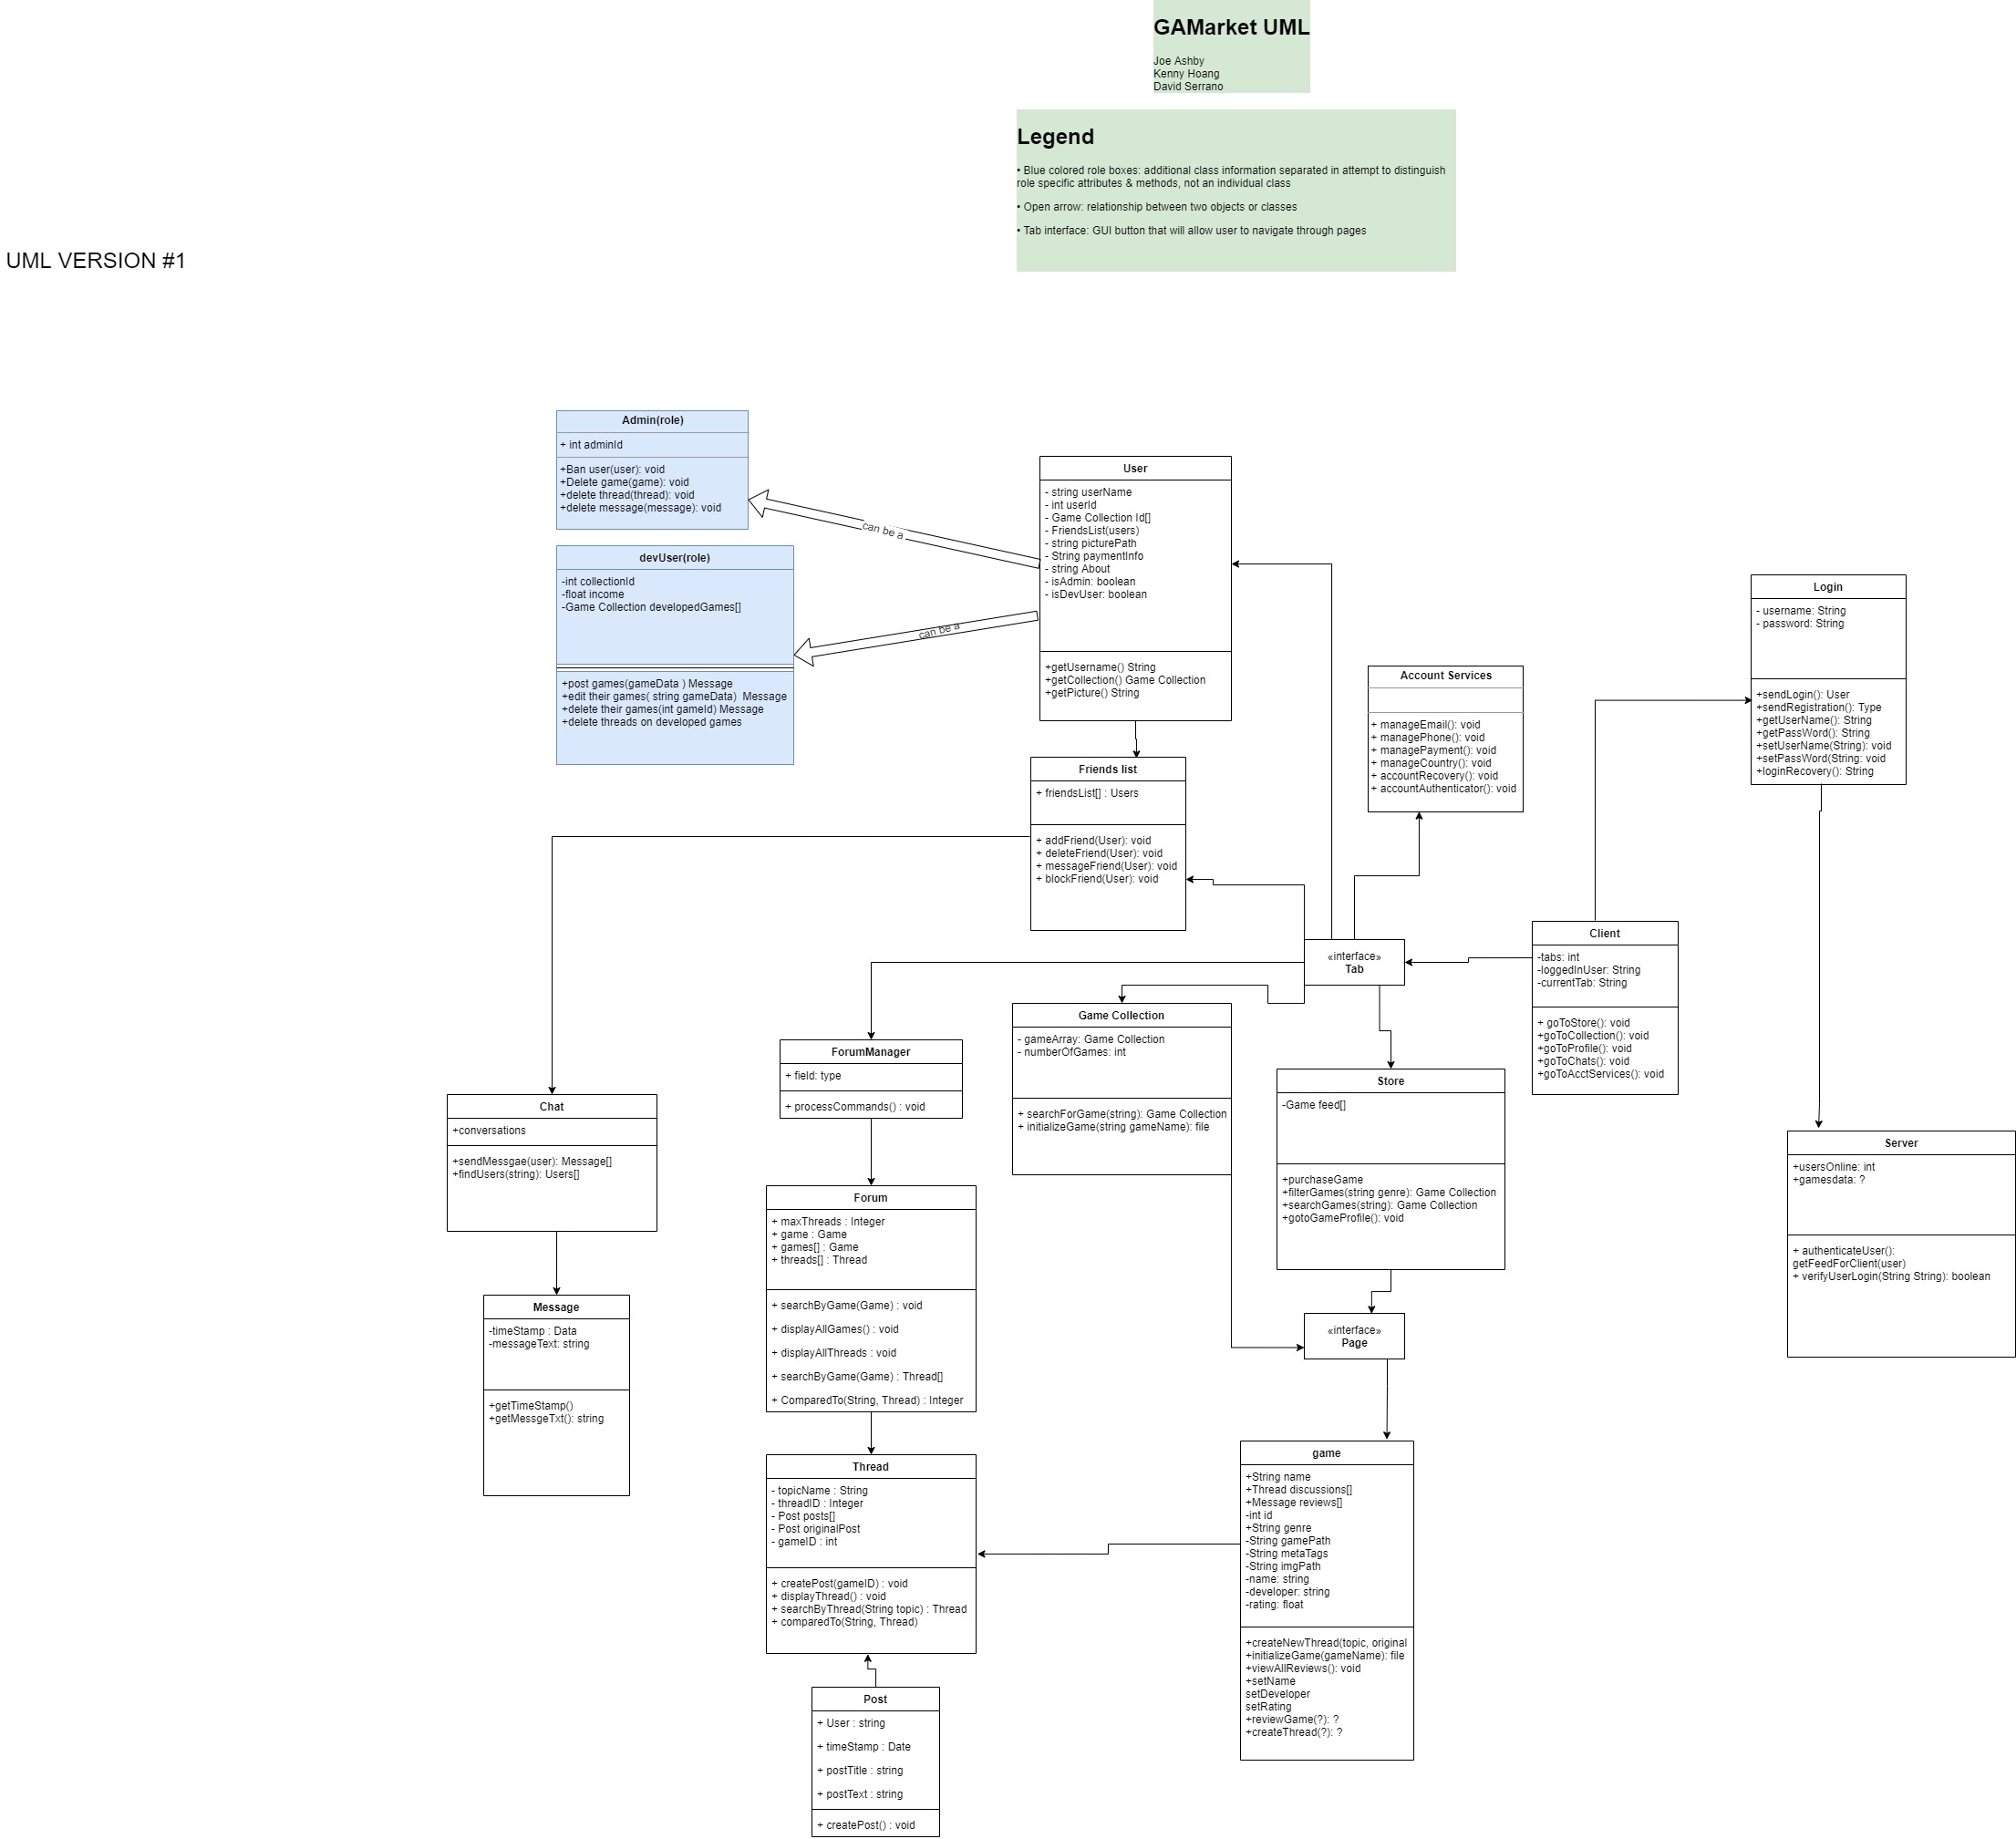 GAMarket UML
Joe Ashby
Kenny Hoang
David Serrano
Legend
• Blue colored role boxes: additional class information separated in attempt to distinguish
role specific attributes & methods, not an individual class
• Open arrow: relationship between two objects or classes
• Tab interface: GUI button that will allow user to navigate through pages
UML VERSION #1
Admin(role)
+ int adminId
+Ban user(user): void
+Delete game(game): void
+delete thread(thread): void
+delete message(message): void
can be a
devUser(role)
-int collectionId
-float income
-Game Collection developedGames[]
+post games(gameData ) Message
+edit their games( string gameData)  Message
+delete their games(int gameId) Message
+delete threads on developed games
can be a
User
- string userName
- int userId
- Game Collection Id[]
- FriendsList(users)
- string picturePath
- String paymentInfo
- string About
- isAdmin: boolean
- isDevUser: boolean
+getUsername() String
+getCollection() Game Collection
+getPicture() String
Login
- username: String
- password: String
+sendLogin(): User
+sendRegistration(): Type
+getUserName(): String
+getPassWord(): String
+setUserName(String): void
+setPassWord(String: void
+loginRecovery(): String
Account Services
+ manageEmail(): void
+ managePhone(): void
+ managePayment(): void
+ manageCountry(): void
+ accountRecovery(): void
+ accountAuthenticator(): void
Friends list
+ friendsList[] : Users
+ addFriend(User): void
+ deleteFriend(User): void
+ messageFriend(User): void
+ blockFriend(User): void
«interface»
Tab
Client
-tabs: int
-loggedInUser: String
-currentTab: String
+ goToStore(): void
+goToCollection(): void
+goToProfile(): void
+goToChats(): void
+goToAcctServices(): void
Game Collection
- gameArray: Game Collection
- numberOfGames: int
+ searchForGame(string): Game Collection
+ initializeGame(string gameName): file
ForumManager
+ field: type
+ processCommands() : void
Store
-Game feed[]
+purchaseGame
+filterGames(string genre): Game Collection
+searchGames(string): Game Collection
+gotoGameProfile(): void
Chat
+conversations
+sendMessgae(user): Message[]
+findUsers(string): Users[]
Server
+usersOnline: int
+gamesdata: ?
+ authenticateUser():
getFeedForClient(user)
+ verifyUserLogin(String String): boolean
Forum
+ maxThreads : Integer
+ game : Game
+ games[] : Game
+ threads[] : Thread
+ searchByGame(Game) : void
+ displayAllGames() : void
+ displayAllThreads : void
+ searchByGame(Game) : Thread[]
+ ComparedTo(String, Thread) : Integer
Message
-timeStamp : Data
-messageText: string
+getTimeStamp()
+getMessgeTxt(): string
«interface»
Page
game
+String name
+Thread discussions[]
+Message reviews[]
-int id
+String genre
-String gamePath
-String metaTags
-String imgPath
-name: string
-developer: string
-rating: float
+createNewThread(topic, original
+initializeGame(gameName): file
+viewAllReviews(): void
+setName
setDeveloper
setRating
+reviewGame(?): ?
+createThread(?): ?
Thread
- topicName : String
- threadID : Integer
- Post posts[]
- Post originalPost
- gameID : int
+ createPost(gameID) : void
+ displayThread() : void
+ searchByThread(String topic) : Thread
+ comparedTo(String, Thread)
Post
+ User : string
+ timeStamp : Date
+ postTitle : string
+ postText : string
+ createPost() : void